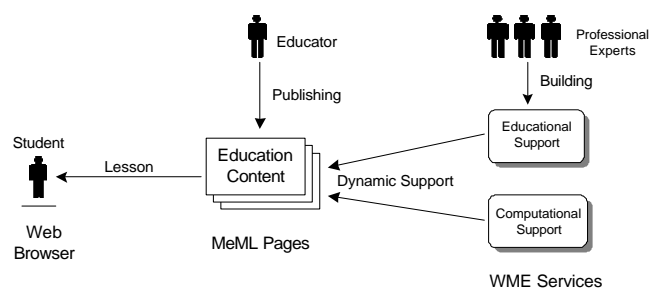 Educator
Professional
Experts
Publishing
Building
Student
Educational
Support
Lesson
Education
Content
Dynamic Support
Computational
Support
Web
Browser
MeML Pages
WME Services